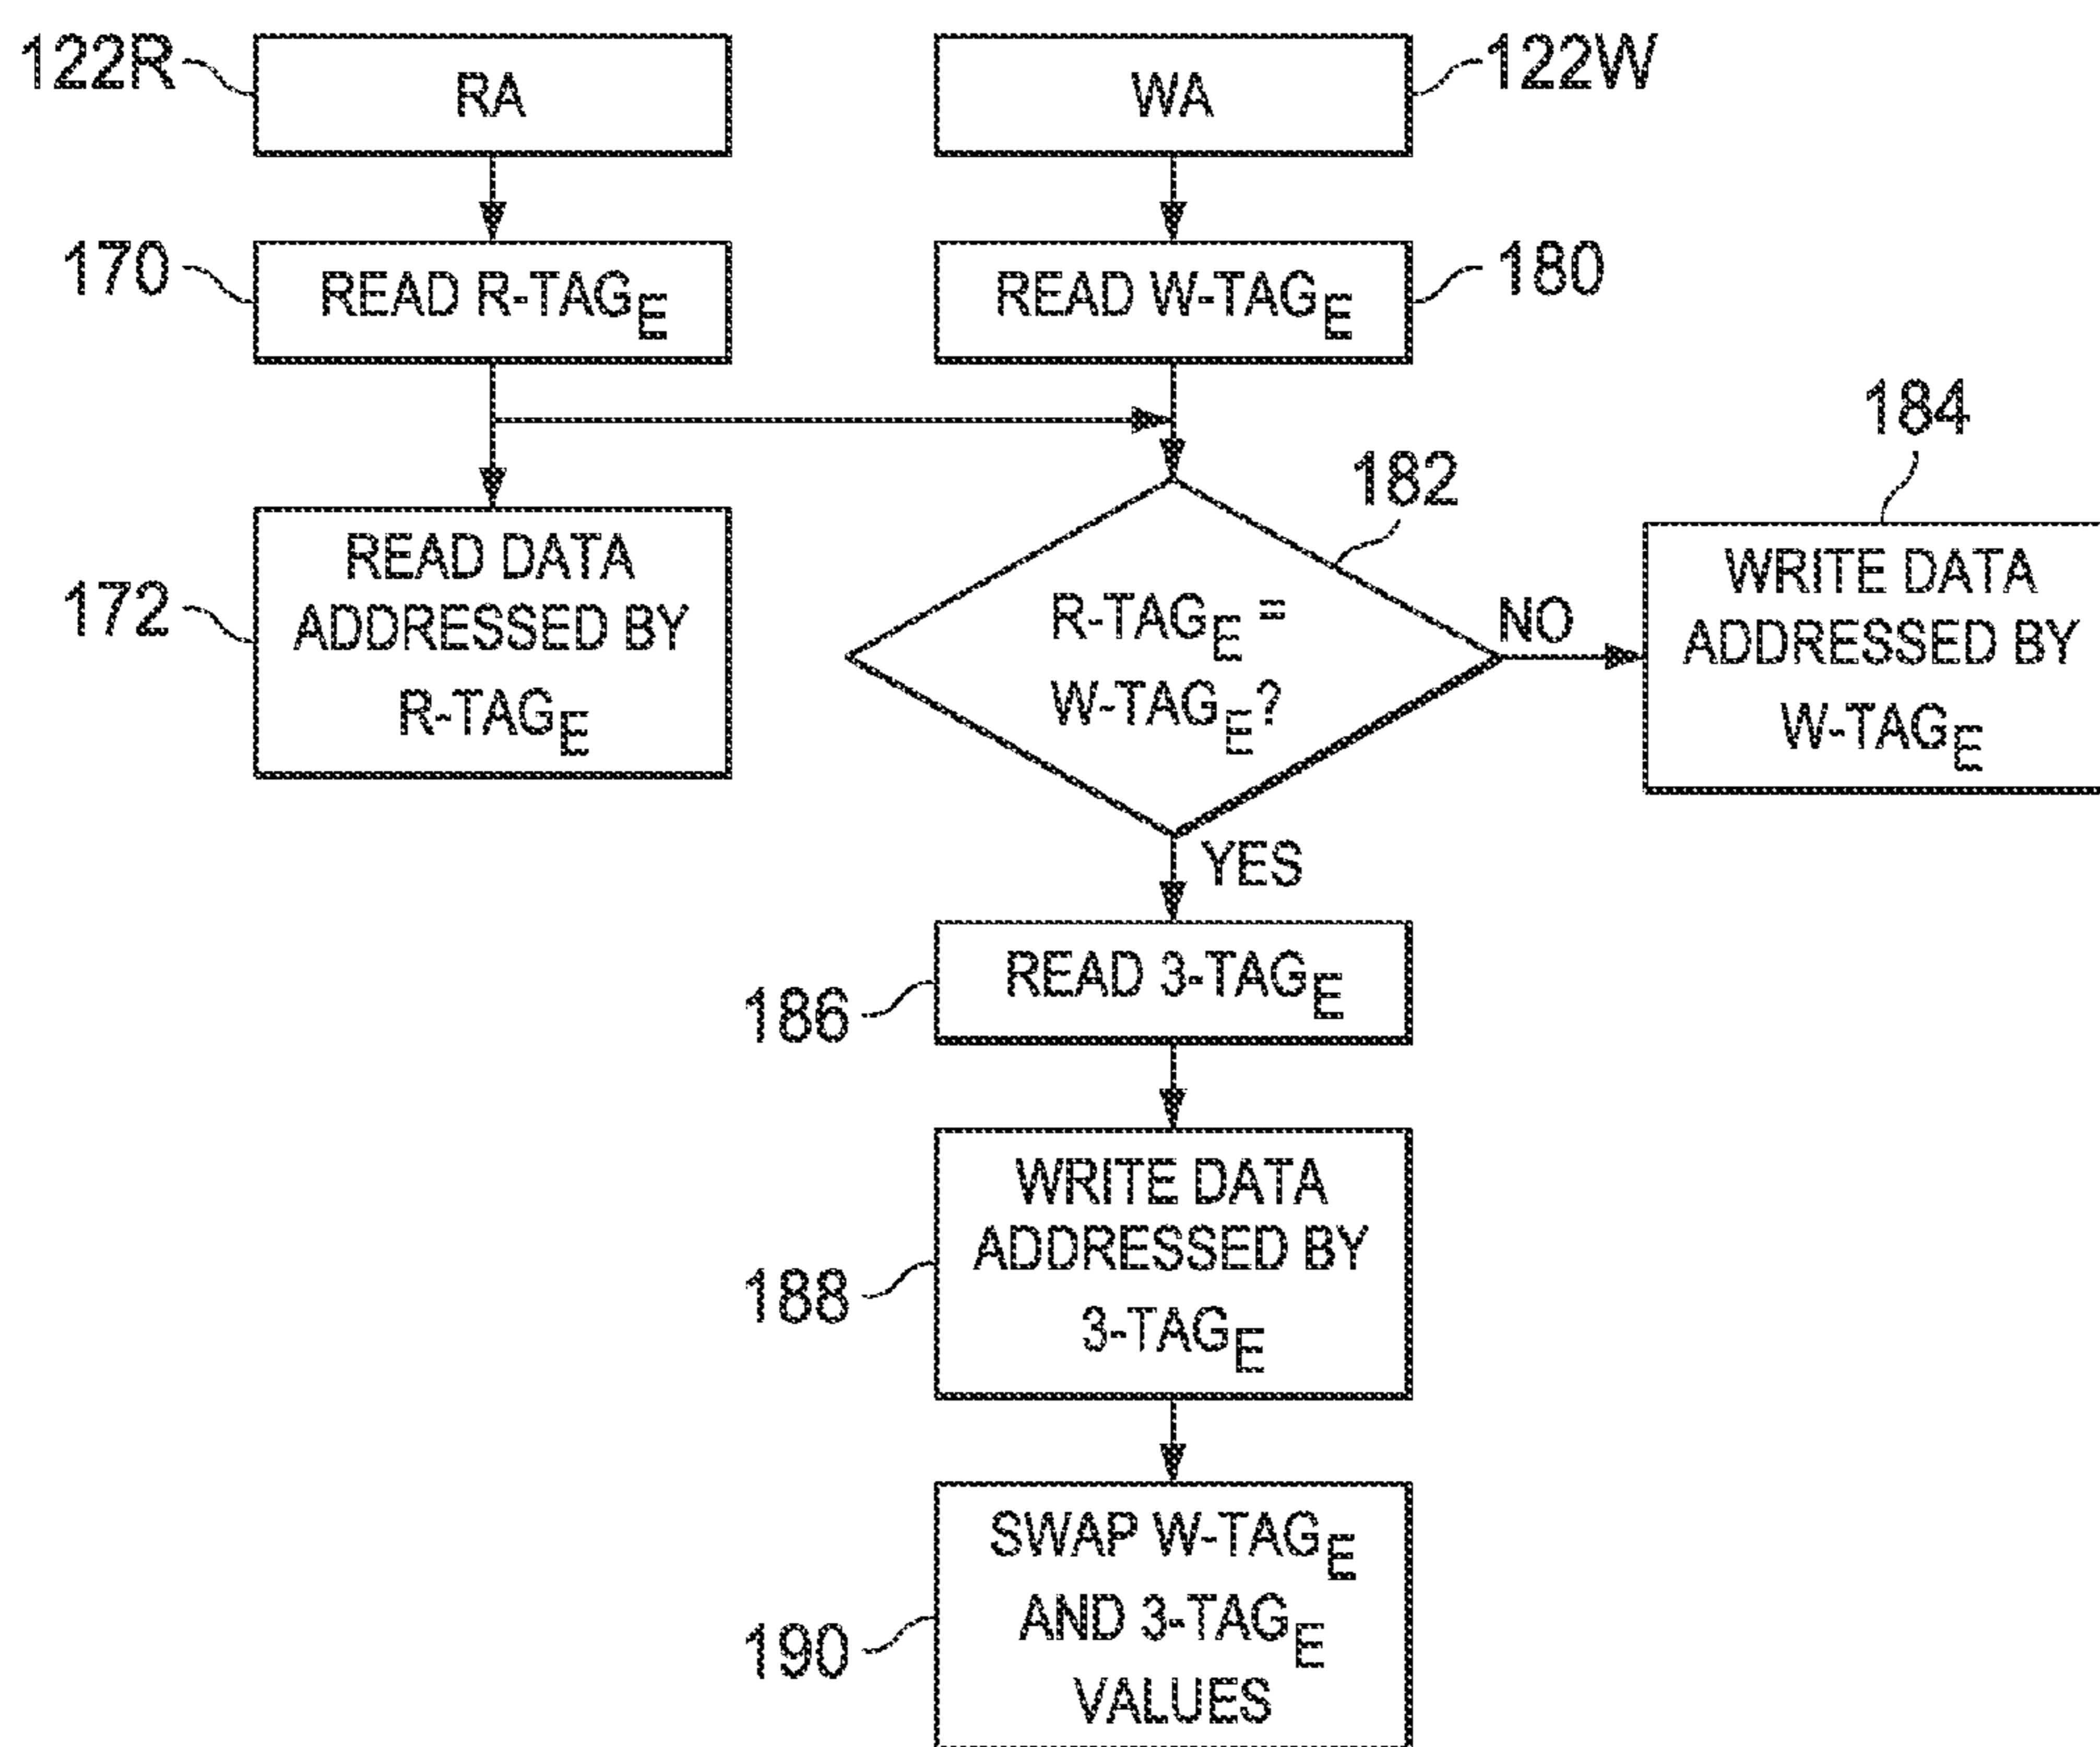 122R
RA
WA
122W
170
READ R-TAGE
READ W-TAGE
180
184
182
172
READ DATA
ADDRESSED BY
R-TAGE
R-TAGE =
W-TAGE?
NO
WRITE DATA
ADDRESSED BY
W-TAGE
YES
186
READ 3-TAGE
188
WRITE DATA
ADDRESSED BY
3-TAGE
190
SWAP W-TAGE
AND 3-TAGE
VALUES